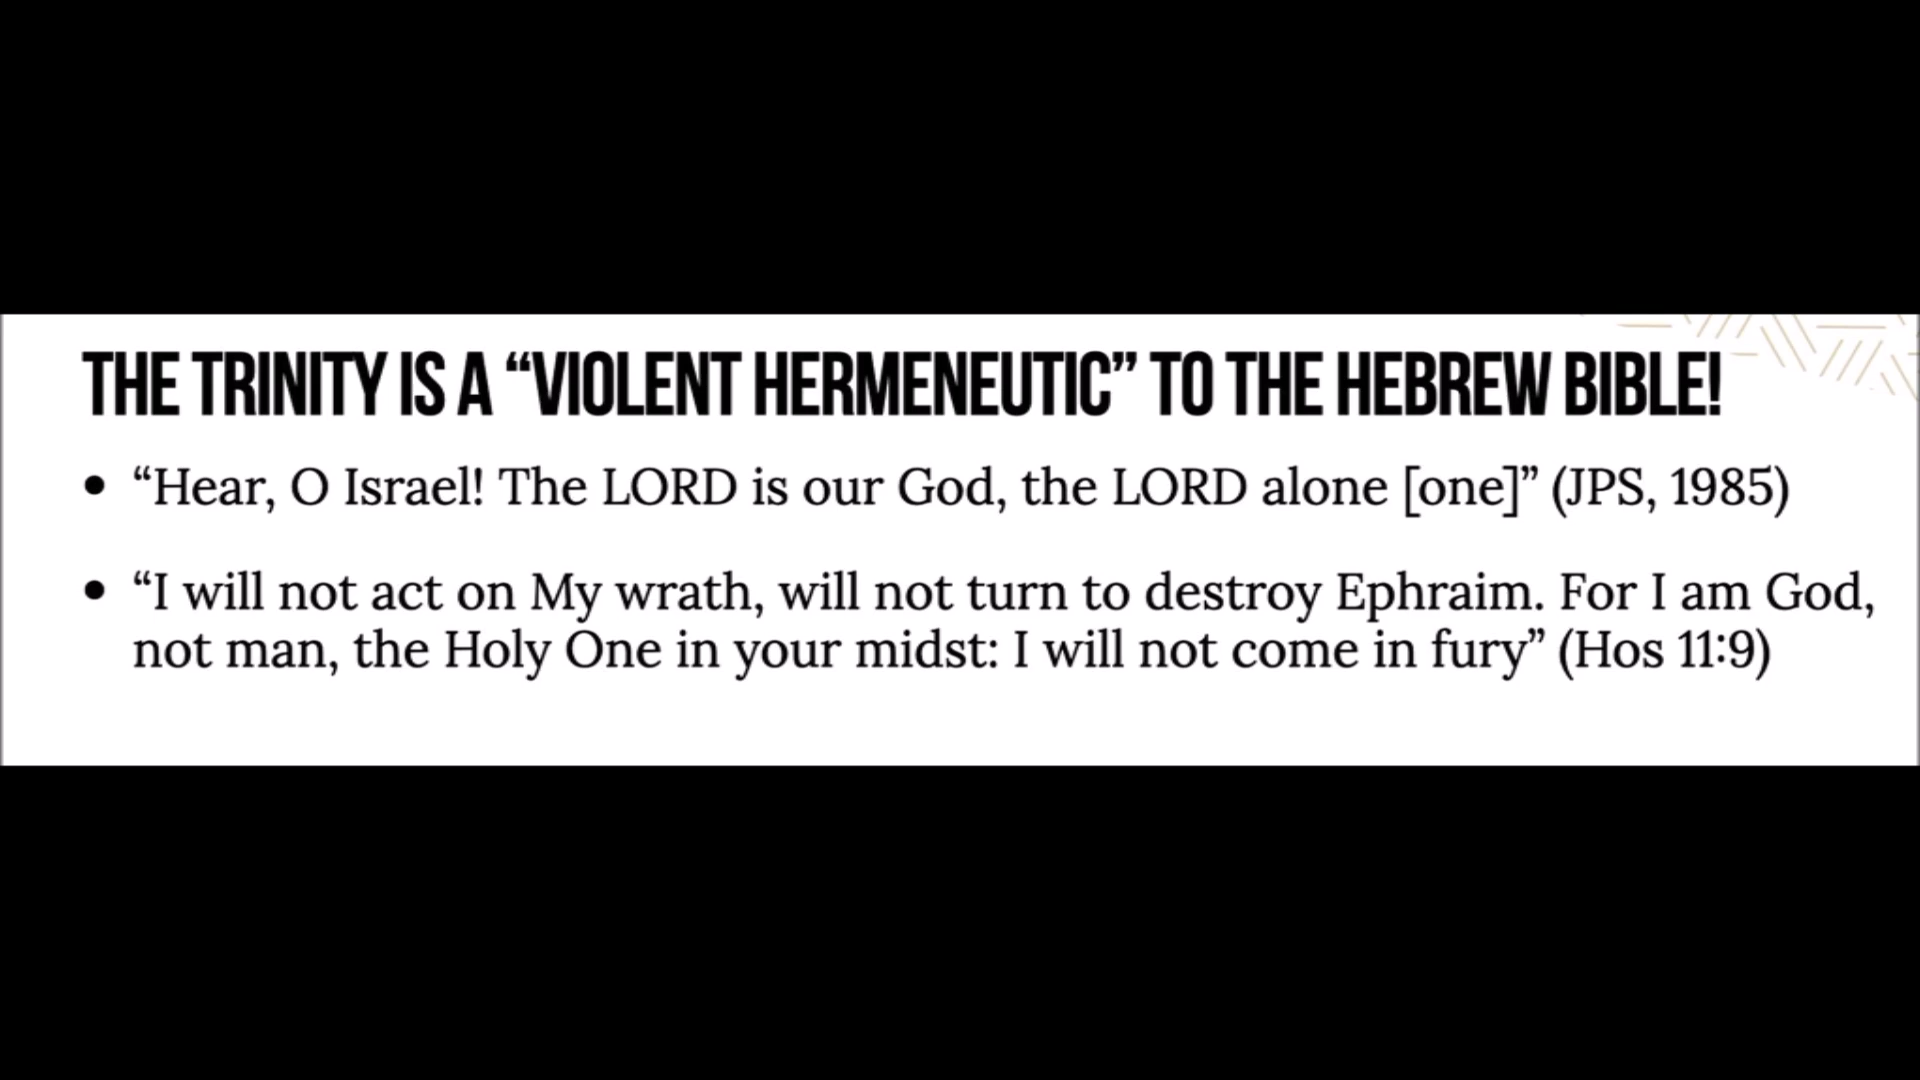 THE TRINITY IS A “VIOLENT HERMENEUTIC” TO THE HEBREW BIBLE!
• “Hear, O Israel! The LORD is our God, the LORD alone [one]” (JPS, 1985)
• “I will not act on My wrath, will not turn to destroy Ephraim. For I am God,
not man, the Holy One in your midst: I will not come in fury” (Hos 11:9)